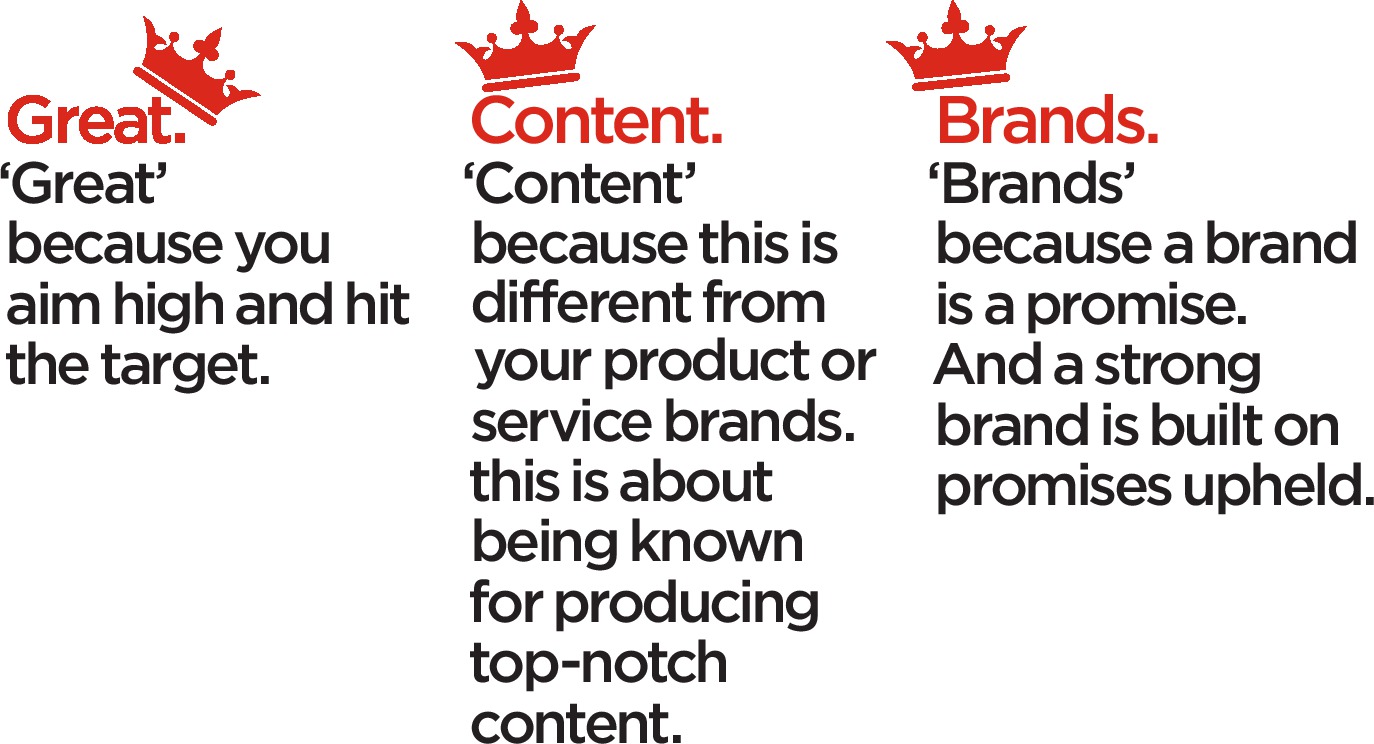 Great.
‘Great’
because you
aim high and hit
the target.
Content.
‘Content’
because this is
different from
your product or
service brands.
this is about
being known
for producing
top-notch
content.
Brands.
‘Brands’
because a brand
is a promise.
And a strong
brand is built on
promises upheld.